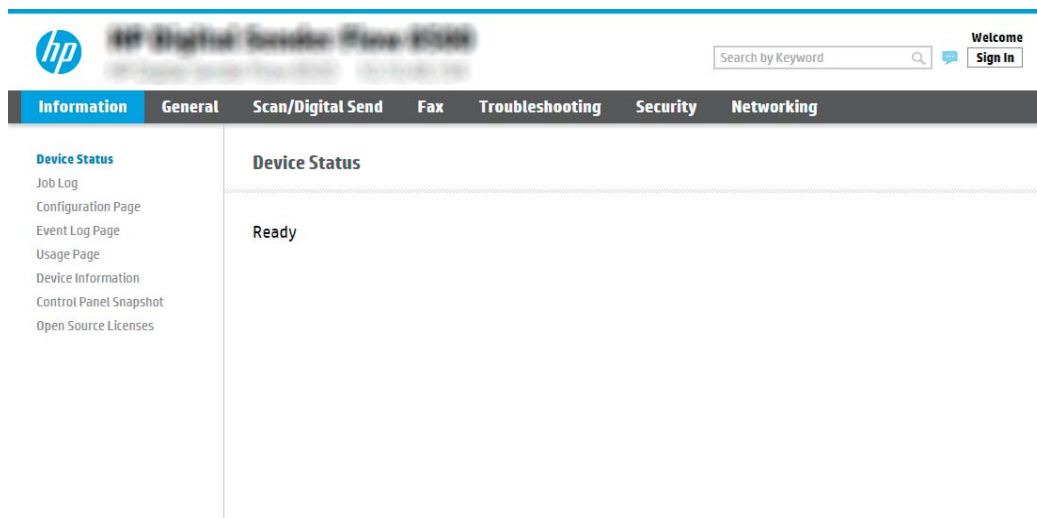 hp
Welcome
Search by Keyword
Sign In
Information General Scan/Digital Send Fax Troubleshooting Security Networking
Device Status
Job Log
Configuration Page
Event Log Page
Usage Page
Device Information
Control Panel Snapshot
Open Source Licenses
Device Status
Ready